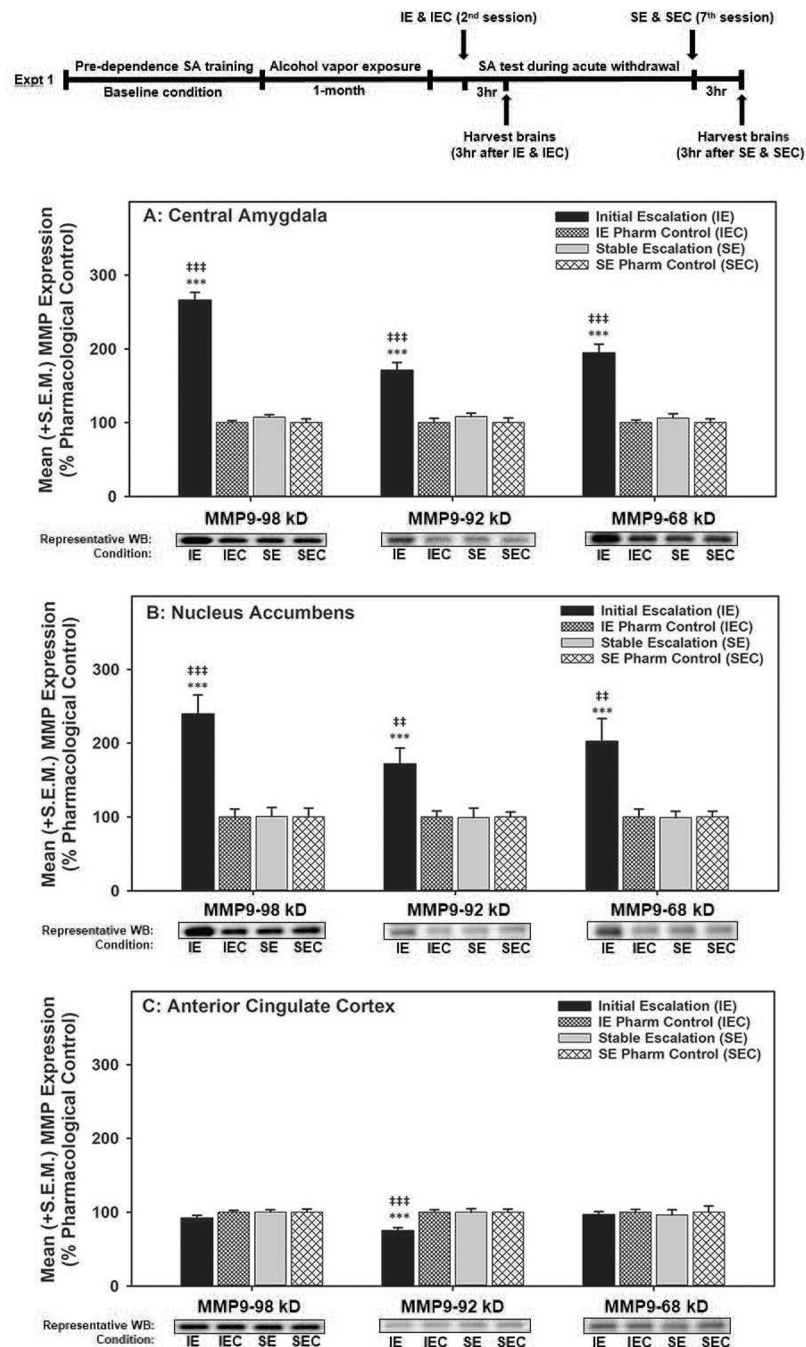 IE & IEC (2nd session)
SE & SEC (7th session)
Pre-dependence SA training
Alcohol vapor exposure
SA test during acute withdrawal
Expt 1
Baseline condition
1-month
3hr
3hr
Harvest brains
(3hr after IE & IEC)
Harvest brains
(3hr after SE & SEC)
A: Central Amygdala
Initial Escalation (IE)
IE Pharm Control (IEC)
Stable Escalation (SE)
SE Pharm Control (SEC)
Mean (+S.E.M.) MMP Expression
(% Pharmacological Control)
300
200
100
0
‡‡‡
***
‡‡‡
***
‡‡‡
***
MMP9-98 kD
MMP9-92 kD
MMP9-68 kD
Representative WB:
Condition:
IE IEC SE SEC
IE IEC SE SEC
IE IEC SE SEC
B: Nucleus Accumbens
Initial Escalation (IE)
IE Pharm Control (IEC)
Stable Escalation (SE)
SE Pharm Control (SEC)
Mean (+S.E.M.) MMP Expression
(% Pharmacological Control)
300
200
100
0
‡‡‡
***
‡‡
***
‡‡
***
MMP9-98 kD
MMP9-92 kD
MMP9-68 kD
Representative WB:
Condition:
IE IEC SE SEC
IE IEC SE SEC
IE IEC SE SEC
C: Anterior Cingulate Cortex
Initial Escalation (IE)
IE Pharm Control (IEC)
Stable Escalation (SE)
SE Pharm Control (SEC)
Mean (+S.E.M.) MMP Expression
(% Pharmacological Control)
300
200
100
0
‡‡‡
***
MMP9-98 kD
MMP9-92 kD
MMP9-68 kD
Representative WB:
Condition:
IE IEC SE SEC
IE IEC SE SEC
IE IEC SE SEC